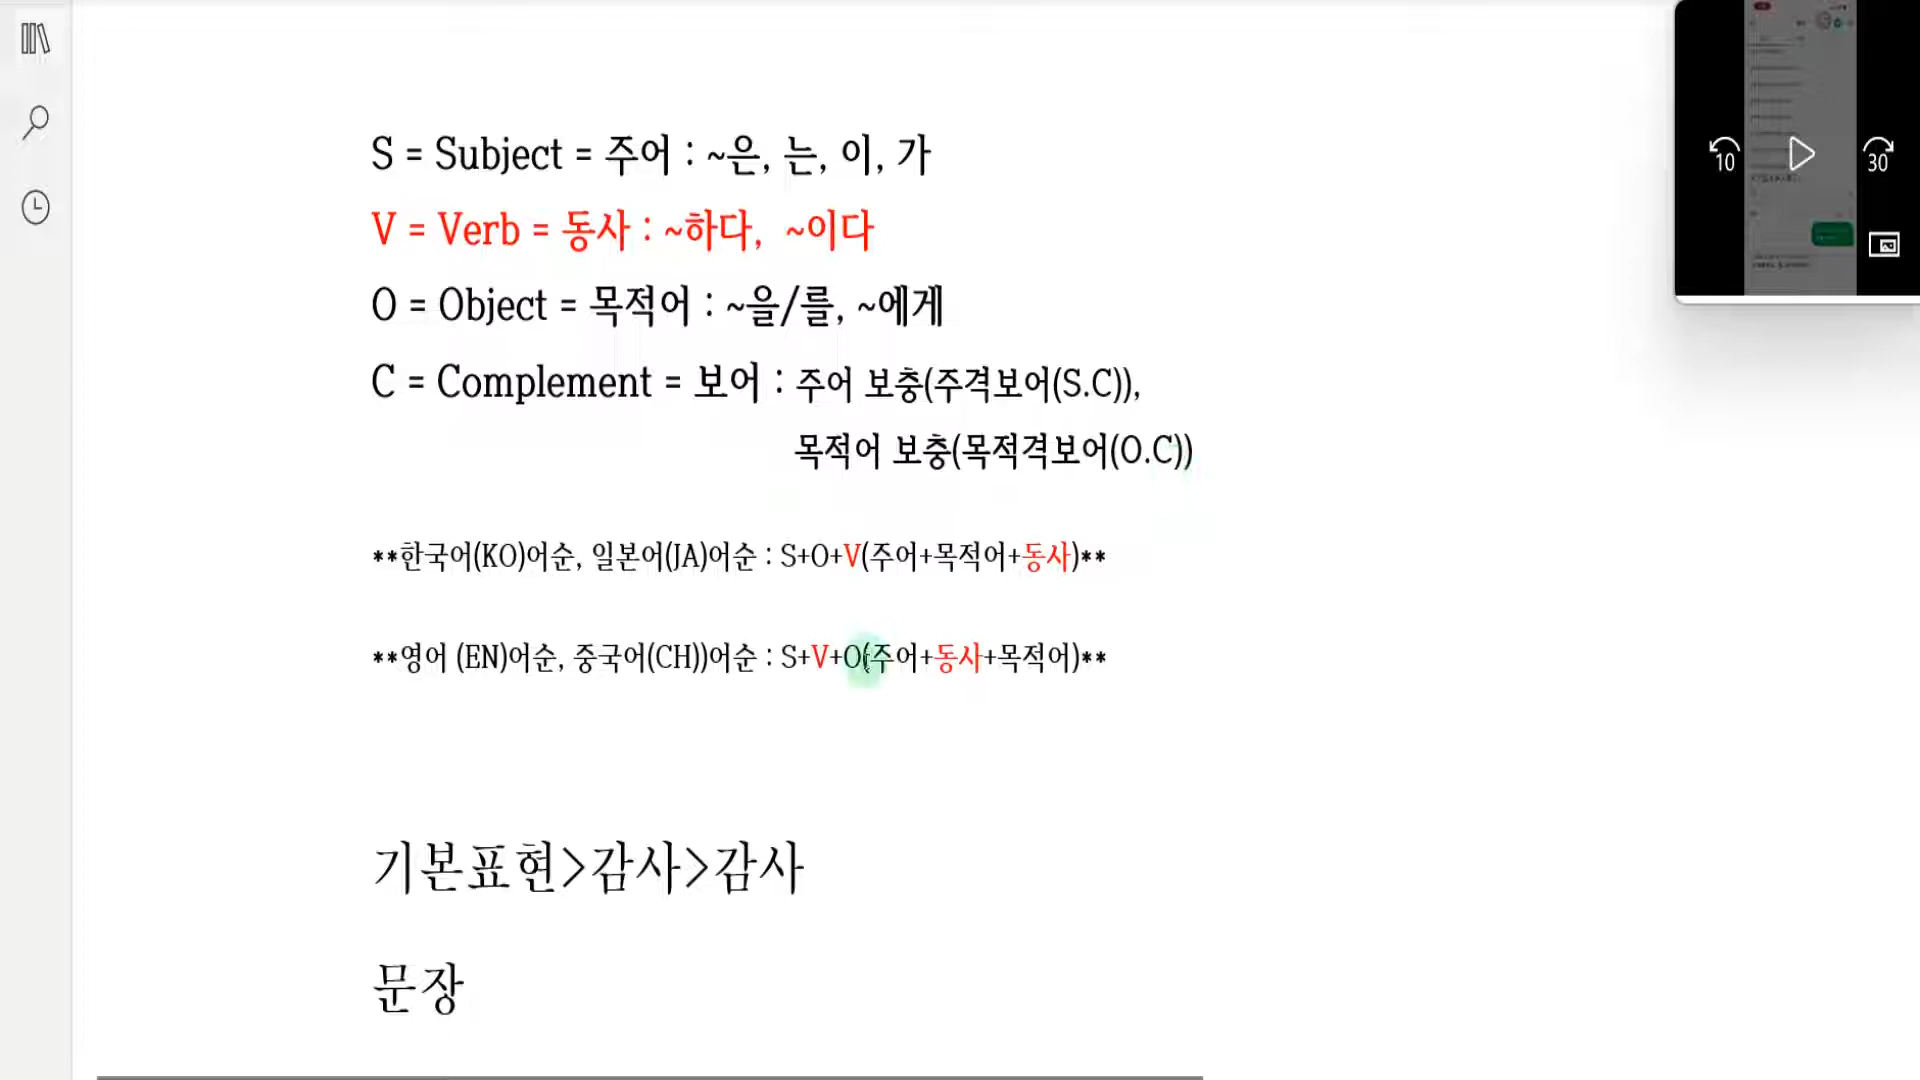 S = Subject = 주어 : ~은, 는, 이, 가
V = Verb = 동사 : ~하다, ~이다
O = Object = 목적어 : ~을/를, ~에게
C = Complement = 보어 : 주어 보충(주격보어(S.C)),
목적어 보충(목적격보어(O.C))
**한국어(KO)어순, 일본어(JA)어순 : S+O+V(주어+목적어+동사)**
**영어 (EN)어순, 중국어(CH))어순 : S+V+O(주어+동사+목적어)**
기본표현>감사>감사
문장
10
30